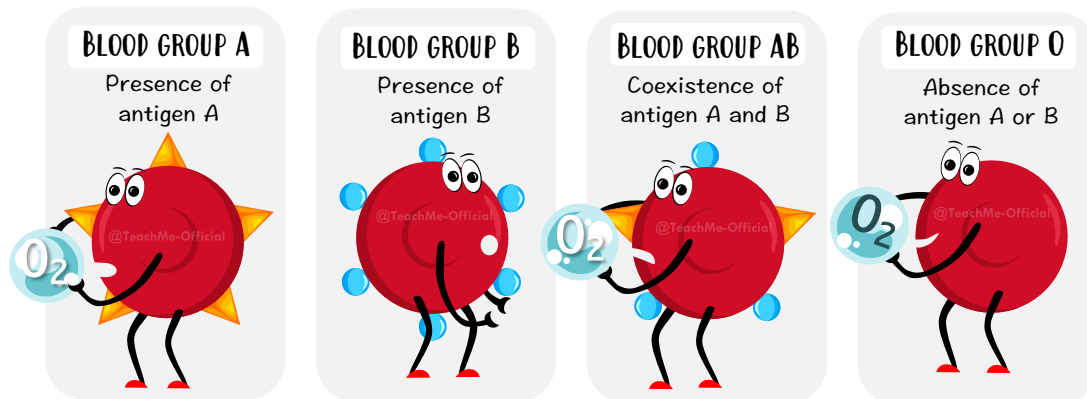 BLOOD GROUP A
Presence of
antigen A
@TeachMe-Official
O2
BLOOD GROUP B
Presence of
antigen B
@TeachMe-Official
BLOOD GROUP AB
Coexistence of
antigen A and B
@TeachMe-Official
O2
BLOOD GROUP O
Absence of
antigen A or B
@TeachMe-Official
O2